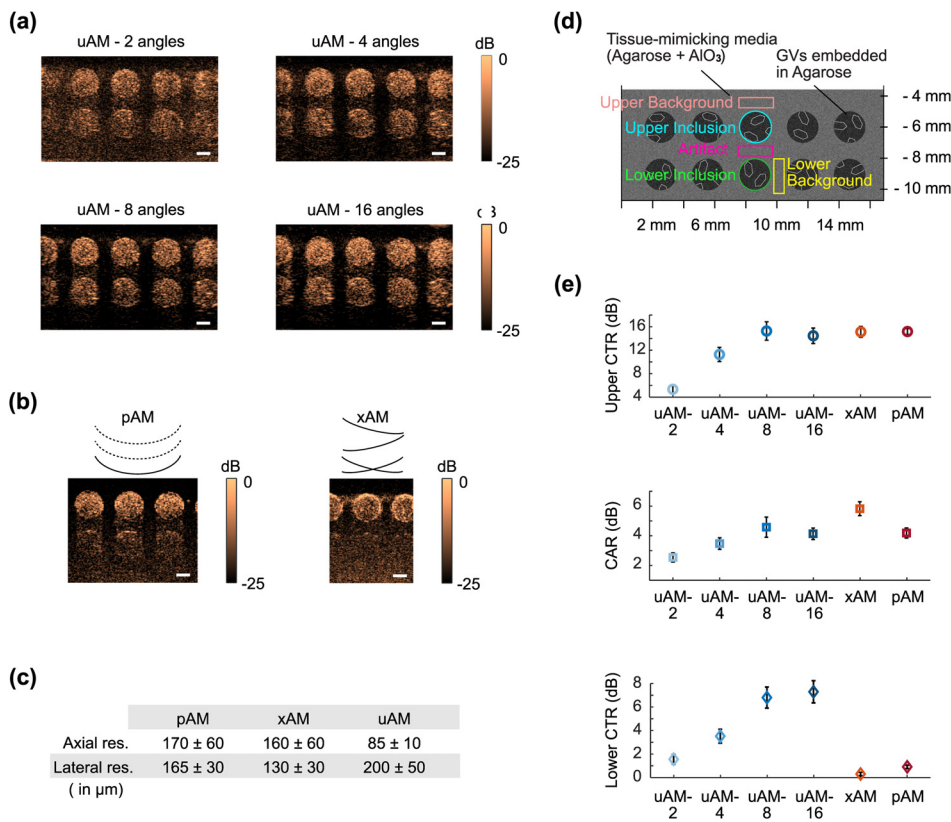 (a)
uAM - 2 angles
uAM - 4 angles
dB
0
-25
uAM - 8 angles
uAM - 16 angles
dB
0
-25
(b)
pAM
xAM
dB
0
-25
dB
0
-25
(c)
pAM xAM uAM
Axial res. 170 ± 60 160 ± 60 85 ± 10
Lateral res. 165 ± 30 130 ± 30 200 ± 50
( in µm)
(d)
Tissue-mimicking media
(Agarose + AlO₃)
GVs embedded
in Agarose
Upper Background
Upper Inclusion
Artifact
Lower Inclusion
Lower
Background
- 4 mm
- 6 mm
- 8 mm
- 10 mm
2 mm 6 mm 10 mm 14 mm
(e)
Upper CTR (dB)
16
12
8
4
uAM-2 uAM-4 uAM-8 uAM-16 xAM pAM
CAR (dB)
6
4
2
uAM-2 uAM-4 uAM-8 uAM-16 xAM pAM
Lower CTR (dB)
8
6
4
2
0
uAM-2 uAM-4 uAM-8 uAM-16 xAM pAM